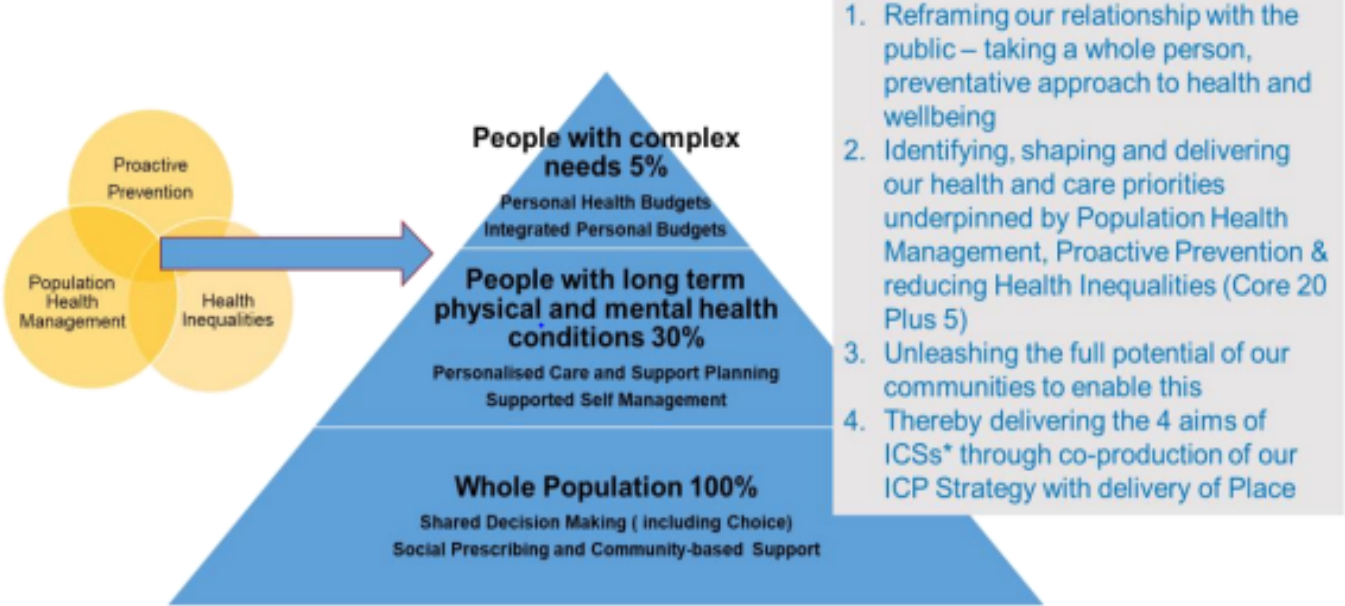 Proactive
Prevention
Population
Health
Management
Health
Inequalities
People with complex
needs 5%
Personal Health Budgets
Integrated Personal Budgets
People with long term
physical and mental health
conditions 30%
Personalised Care and Support Planning
Supported Self Management
Whole Population 100%
Shared Decision Making ( including Choice)
Social Prescribing and Community-based Support
1. Reframing our relationship with the
public – taking a whole person,
preventative approach to health and
wellbeing
2. Identifying, shaping and delivering
our health and care priorities
underpinned by Population Health
Management, Proactive Prevention &
reducing Health Inequalities (Core 20
Plus 5)
3. Unleashing the full potential of our
communities to enable this
4. Thereby delivering the 4 aims of
ICSs* through co-production of our
ICP Strategy with delivery of Place